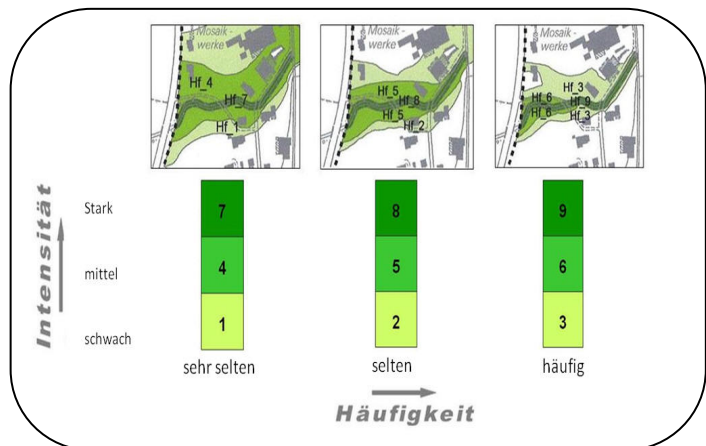 Mosaik-
werke
Hf_4
Hf_7
Hf_1
Mosaik-
werke
Hf_5
Hf_8
Hf_5
Hf_2
Mosaik-
werke
Hf_3
Hf_6
Hf_9
Hf_6
Hf_3
Intensität
Stark
7
8
9
mittel
4
5
6
schwach
1
2
3
sehr selten
selten
häufig
Häufigkeit